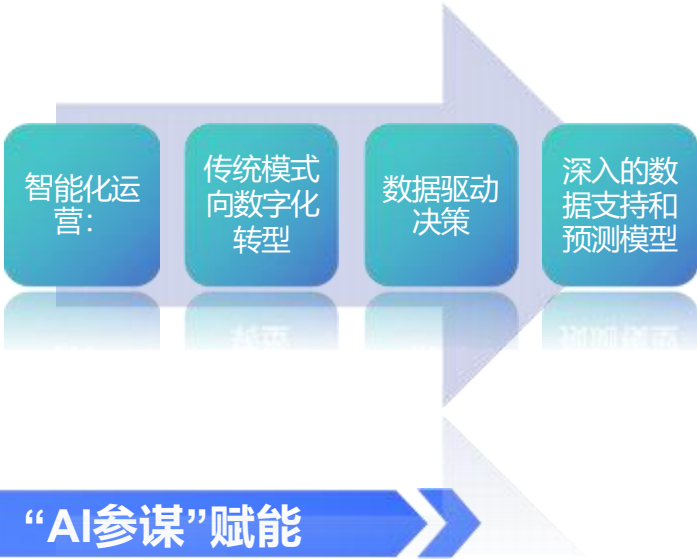 智能化运
营：
传统模式
向数字化
转型
数据驱动
决策
深入的数
据支持和
预测模型
“AI参谋”赋能